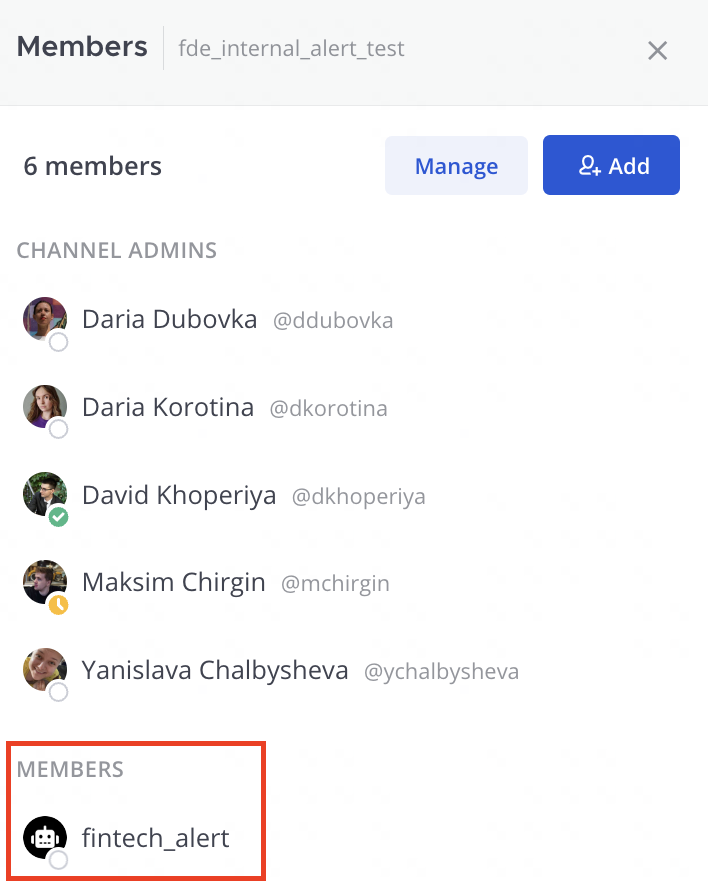 Members fde_internal_alert_test
6 members Manage Add
CHANNEL ADMINS
Daria Dubovka @ddubovka
Daria Korotina @dkorotina
David Khoperiya @dkhoperiya
Maksim Chirgin @mchirgin
Yanislava Chalbysheva @ychalbysheva
MEMBERS
fintech_alert